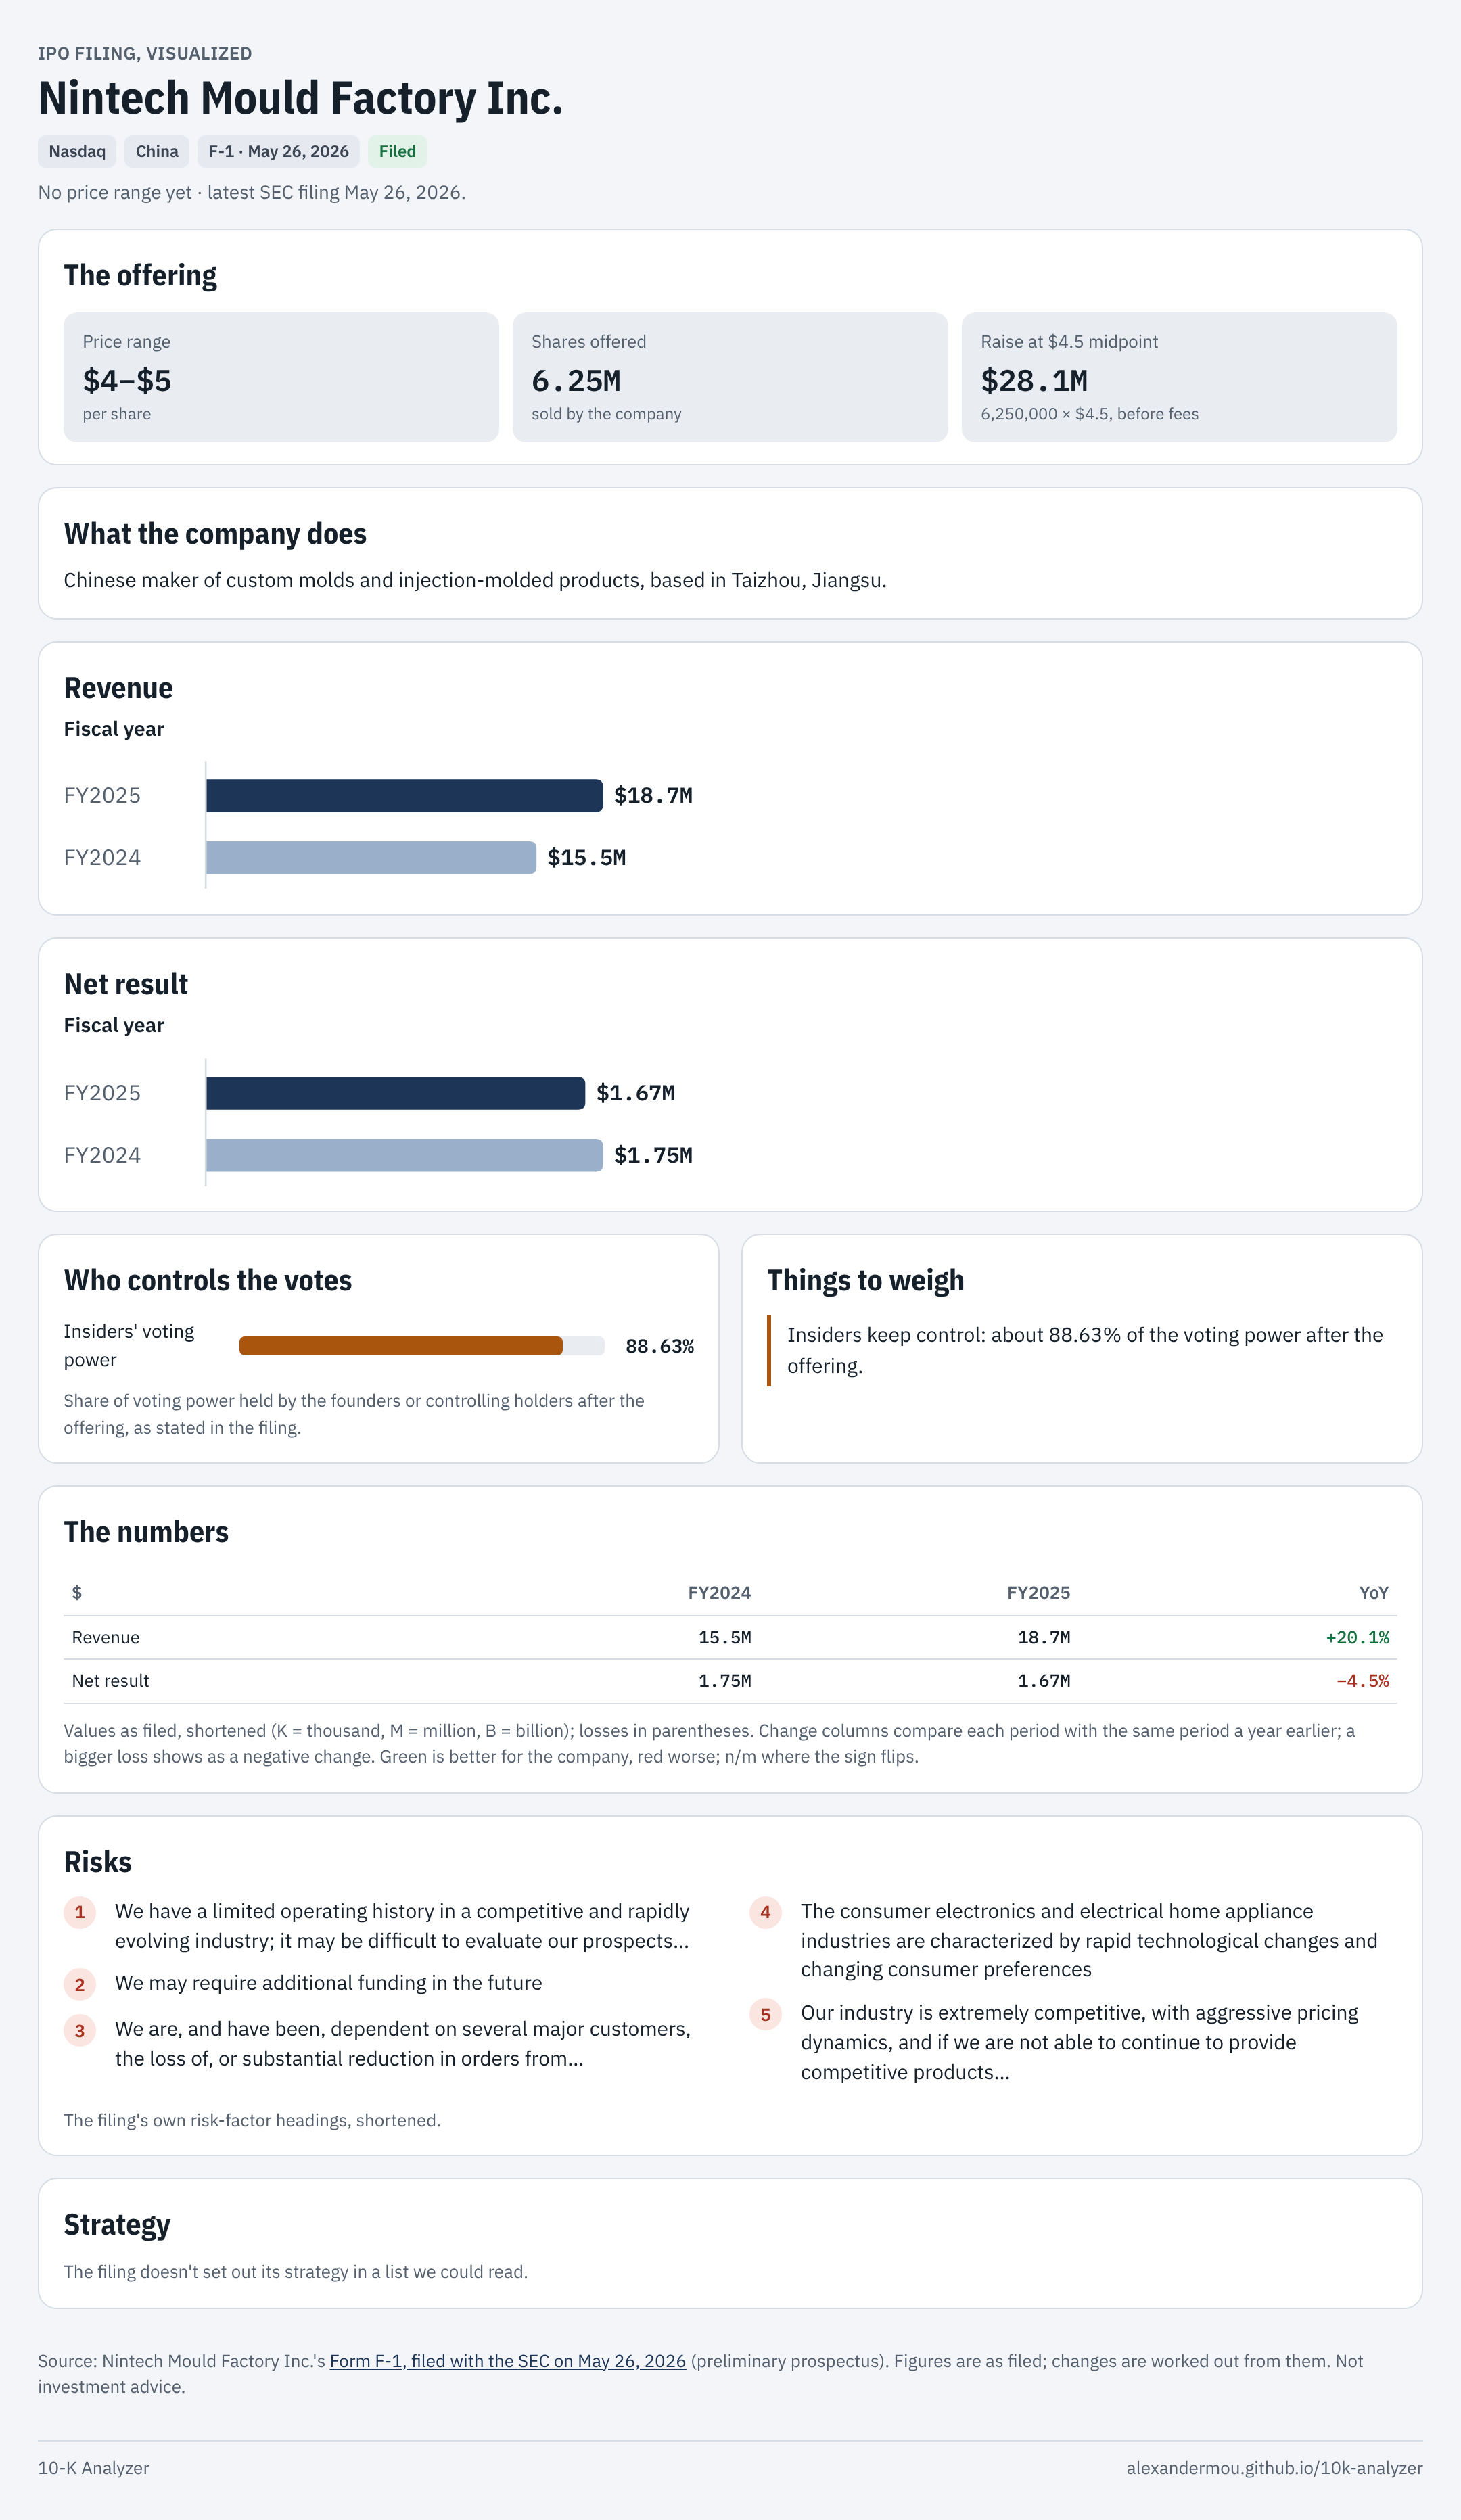 IPO FILING, VISUALIZED
Nintech Mould Factory Inc.
Nasdaq
China
F-1 · May 26, 2026
Filed
No price range yet · latest SEC filing May 26, 2026.
The offering
Price range
$4–$5
per share
Shares offered
6.25M
sold by the company
Raise at $4.5 midpoint
$28.1M
6,250,000 × $4.5, before fees
What the company does
Chinese maker of custom molds and injection-molded products, based in Taizhou, Jiangsu.
Revenue
Fiscal year
FY2025 $18.7M
FY2024 $15.5M
Net result
Fiscal year
FY2025 $1.67M
FY2024 $1.75M
Who controls the votes
Insiders' voting
power
88.63%
Share of voting power held by the founders or controlling holders after the
offering, as stated in the filing.
Things to weigh
Insiders keep control: about 88.63% of the voting power after the
offering.
The numbers
$ FY2024 FY2025 YoY
Revenue 15.5M 18.7M +20.1%
Net result 1.75M 1.67M −4.5%
Values as filed, shortened (K = thousand, M = million, B = billion); losses in parentheses. Change columns compare each period with the same period a year earlier; a
bigger loss shows as a negative change. Green is better for the company, red worse; n/m where the sign flips.
Risks
1 We have a limited operating history in a competitive and rapidly
evolving industry; it may be difficult to evaluate our prospects...
2 We may require additional funding in the future
3 We are, and have been, dependent on several major customers,
the loss of, or substantial reduction in orders from...
4 The consumer electronics and electrical home appliance
industries are characterized by rapid technological changes and
changing consumer preferences
5 Our industry is extremely competitive, with aggressive pricing
dynamics, and if we are not able to continue to provide
competitive products...
The filing's own risk-factor headings, shortened.
Strategy
The filing doesn't set out its strategy in a list we could read.
Source: Nintech Mould Factory Inc.'s Form F-1, filed with the SEC on May 26, 2026 (preliminary prospectus). Figures are as filed; changes are worked out from them. Not
investment advice.
10-K Analyzer
alexandermou.github.io/10k-analyzer